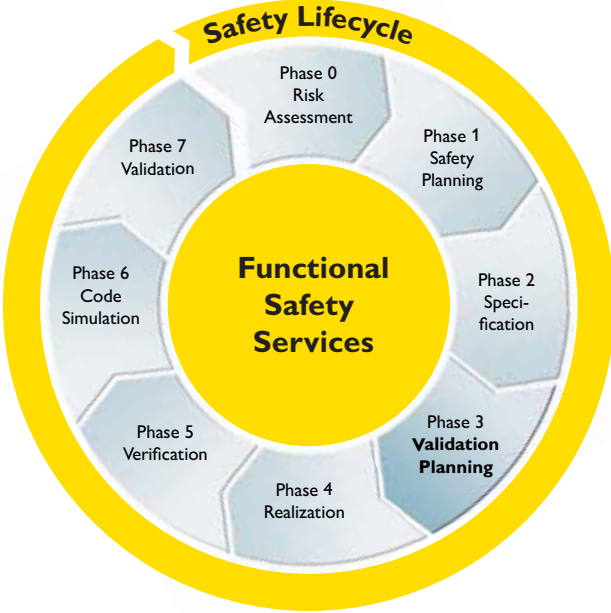 Safety Lifecycle
Phase 0
Risk
Assessment
Phase 1
Safety
Planning
Phase 2
Speci-
fication
Phase 3
Validation
Planning
Phase 4
Realization
Phase 5
Verification
Phase 6
Code
Simulation
Phase 7
Validation
Functional
Safety
Services